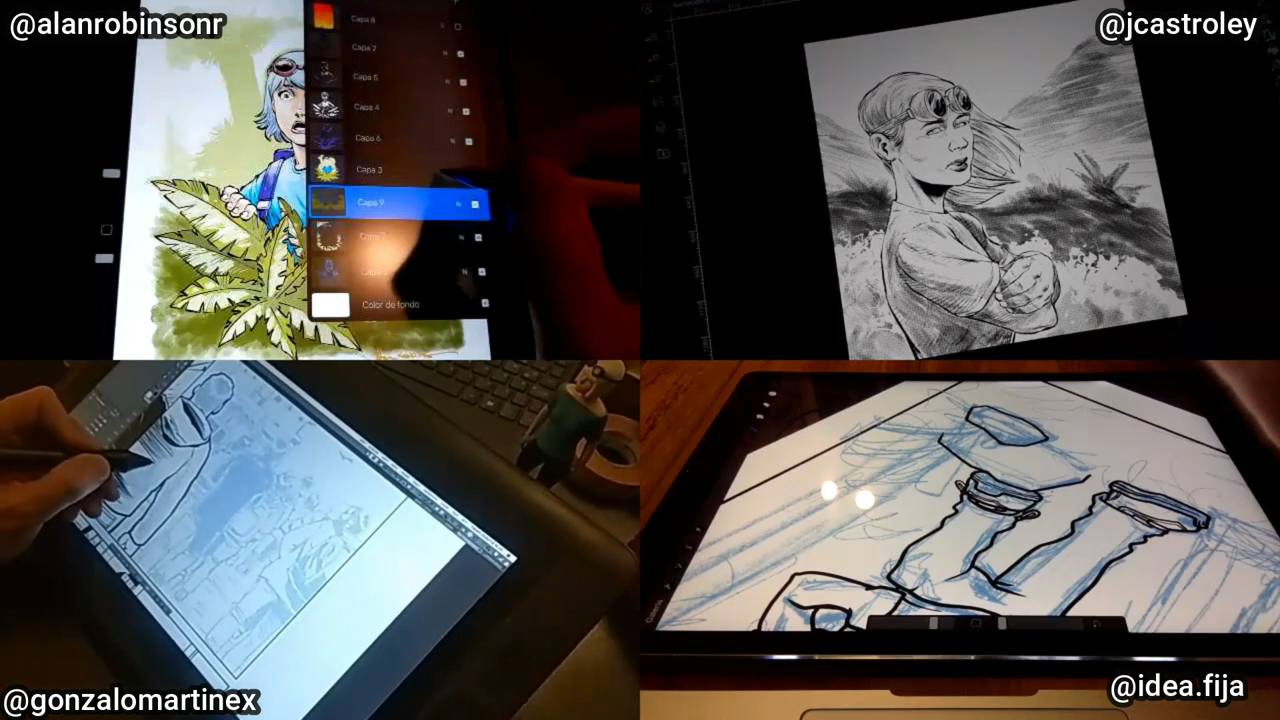 @alanrobinsonr
Capa 8
Capa 2
Capa 5
N
Capa 4
N
Capa 6
N
Capa 3
Capa 9
N
N
N
Color de fondo
@jcastroley
@gonzalomartinex
Galería
@idea.fija